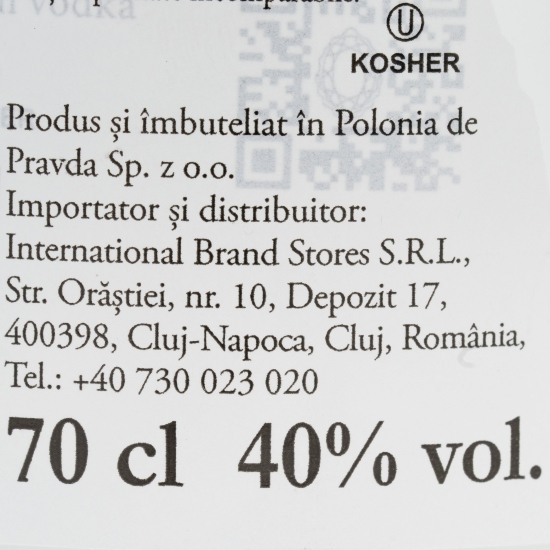 vodka
U
KOSHER
Produs și îmbuteliat în Polonia de
Pravda Sp. z o.o.
Importator și distribuitor:
International Brand Stores S.R.L.,
Str. Orăștiei, nr. 10, Depozit 17,
400398, Cluj-Napoca, Cluj, România,
Tel.: +40 730 023 020
70 cl 40% vol.